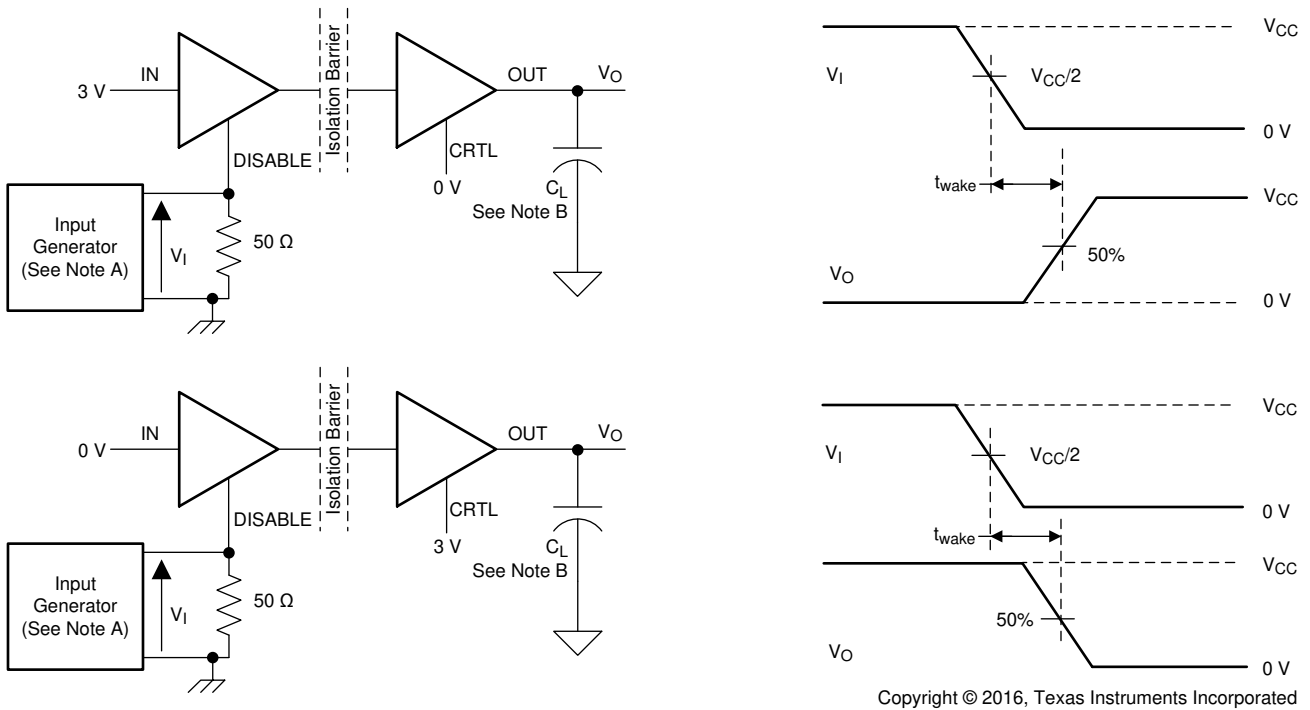 3 V
IN
DISABLE
Isolation Barrier
CRTL
0 V
OUT
VO
CL
See Note B
Input
Generator
(See Note A)
VI
50 Ω
VI
VCC
VCC/2
0 V
twake
VCC
50%
VO
0 V
0 V
IN
DISABLE
Isolation Barrier
CRTL
3 V
OUT
VO
CL
See Note B
Input
Generator
(See Note A)
VI
50 Ω
VI
VCC
VCC/2
0 V
twake
VCC
50%
VO
0 V
Copyright © 2016, Texas Instruments Incorporated